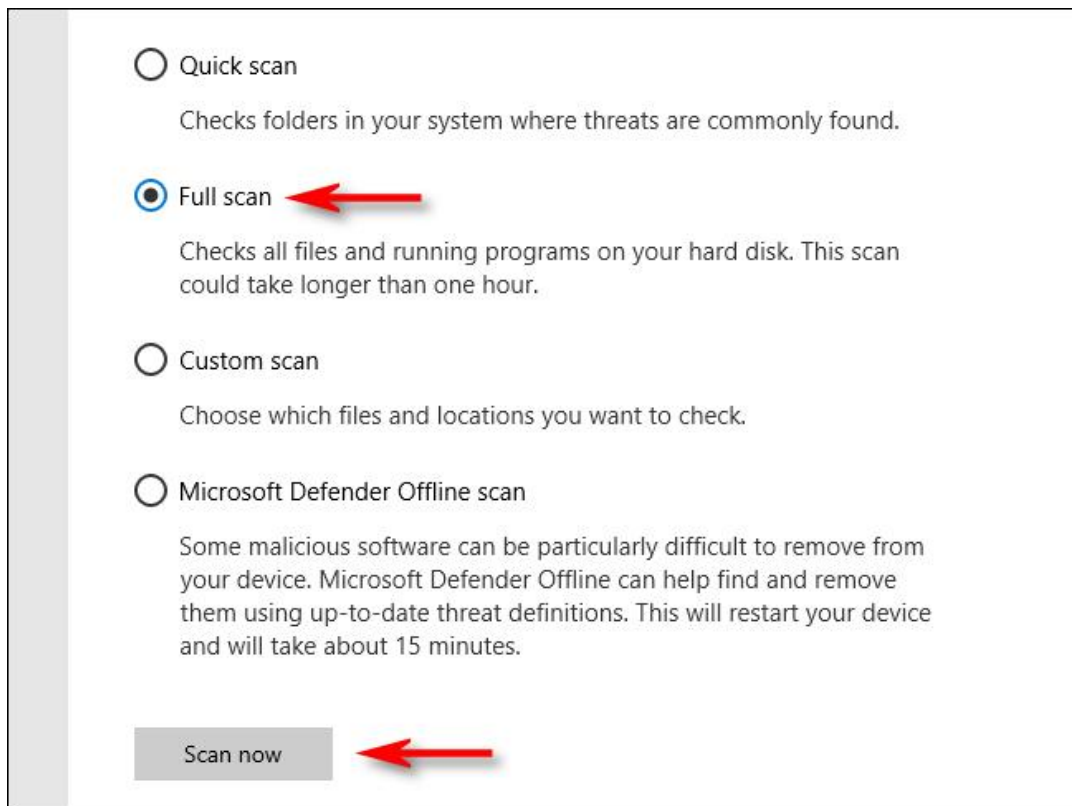 Quick scan
Checks folders in your system where threats are commonly found.
Full scan
Checks all files and running programs on your hard disk. This scan
could take longer than one hour.
Custom scan
Choose which files and locations you want to check.
Microsoft Defender Offline scan
Some malicious software can be particularly difficult to remove from
your device. Microsoft Defender Offline can help find and remove
them using up-to-date threat definitions. This will restart your device
and will take about 15 minutes.
Scan now